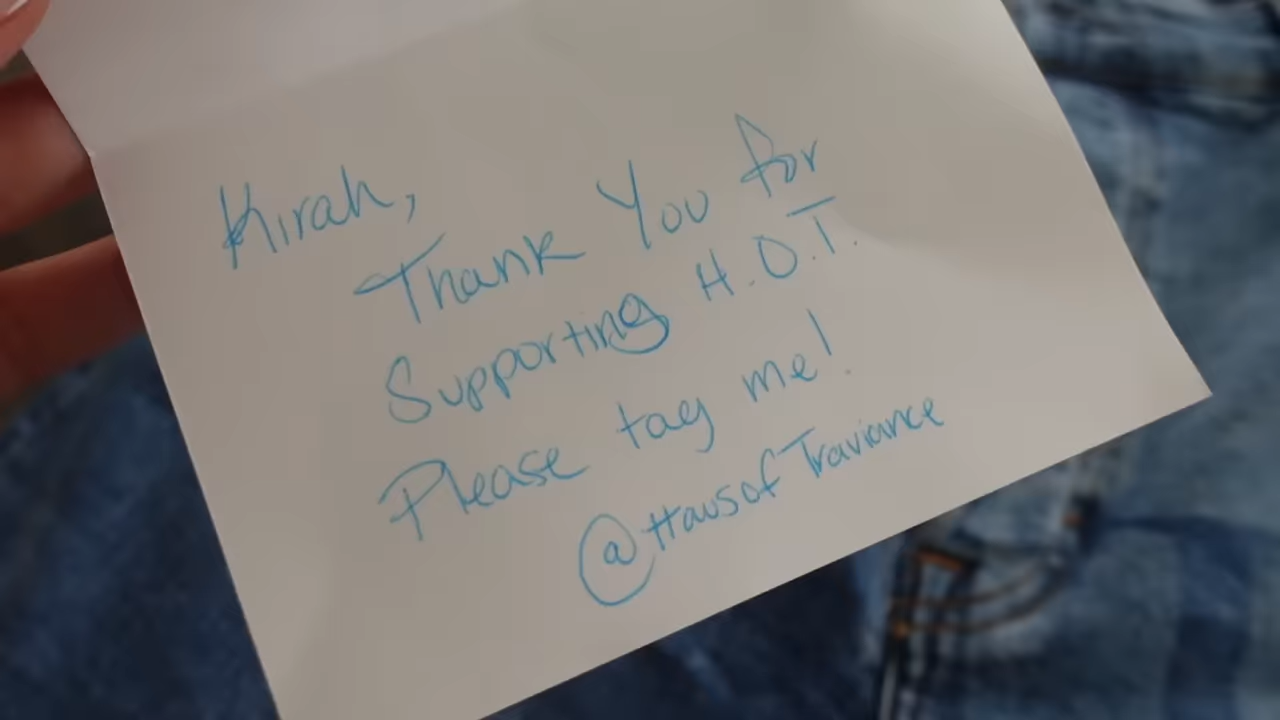 Kirah,
Thank You for
Supporting H.O.T.
Please tag me!
@HausofTraviance